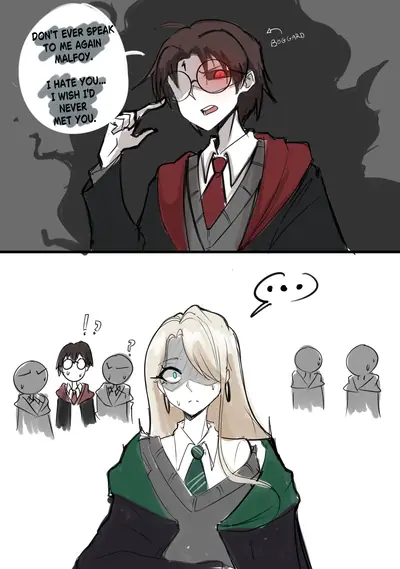 DON'T EVER SPEAK
TO ME AGAIN
MALFOY.
I HATE YOU...
I WISH I'D
NEVER
MET YOU.
BOGGARD
...
!?
?